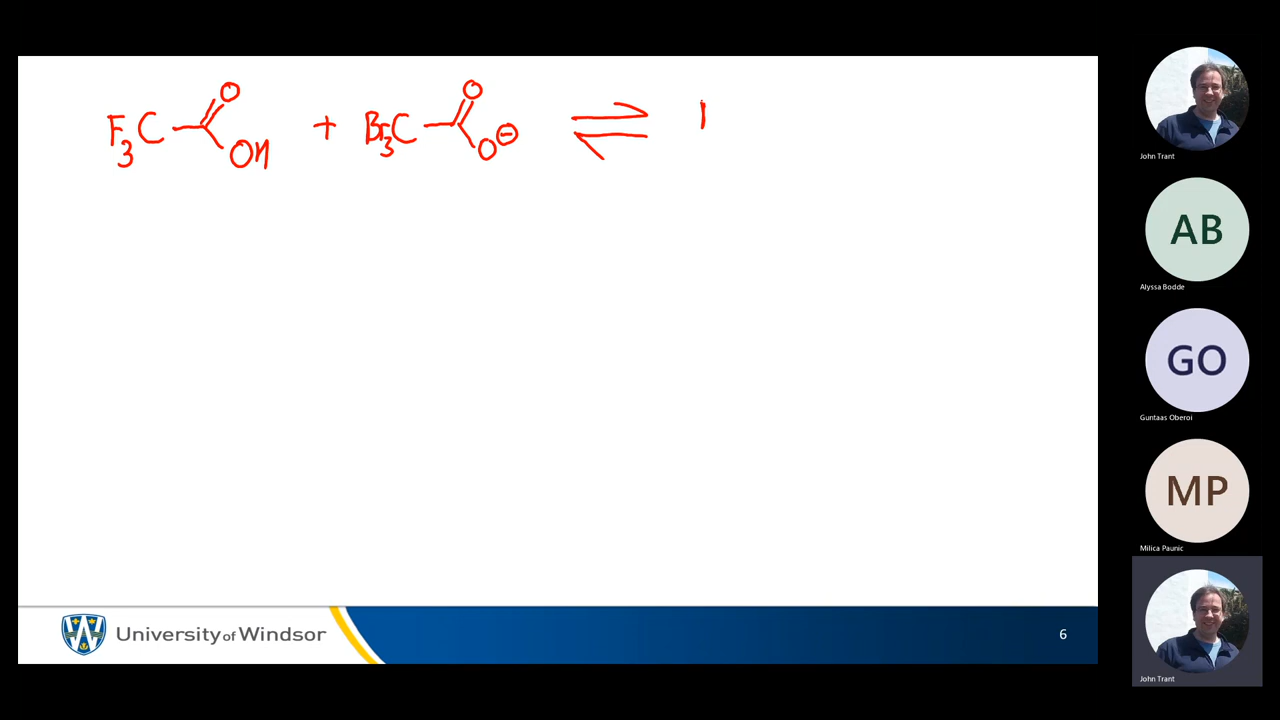 O O
F3C + Br3C ⇌
OH O⊖
John Trant
AB
Alyssa Bodde
GO
Guntaas Oberoi
MP
Milica Paunic
University of Windsor
6
John Trant